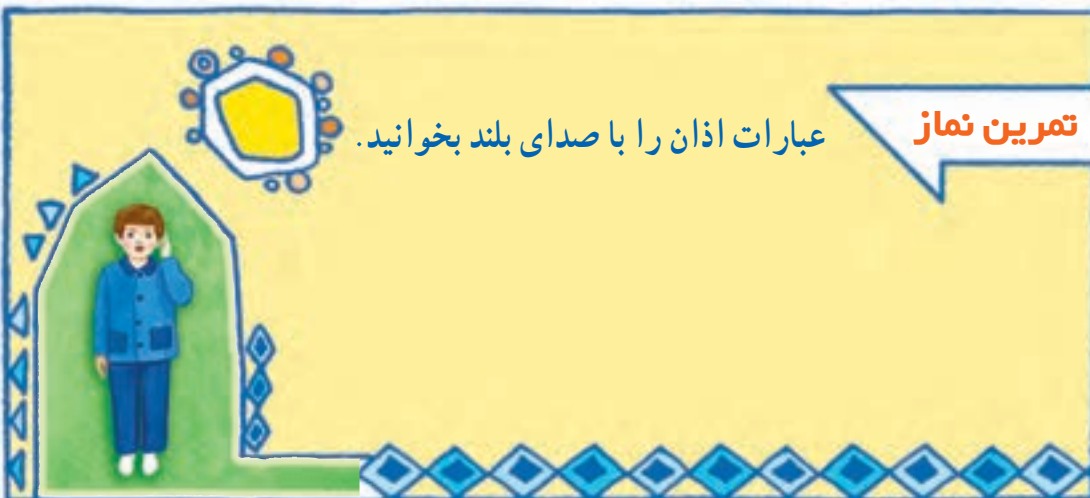 تمرین نماز
عبارات اذان را با صدای بلند بخوانید.